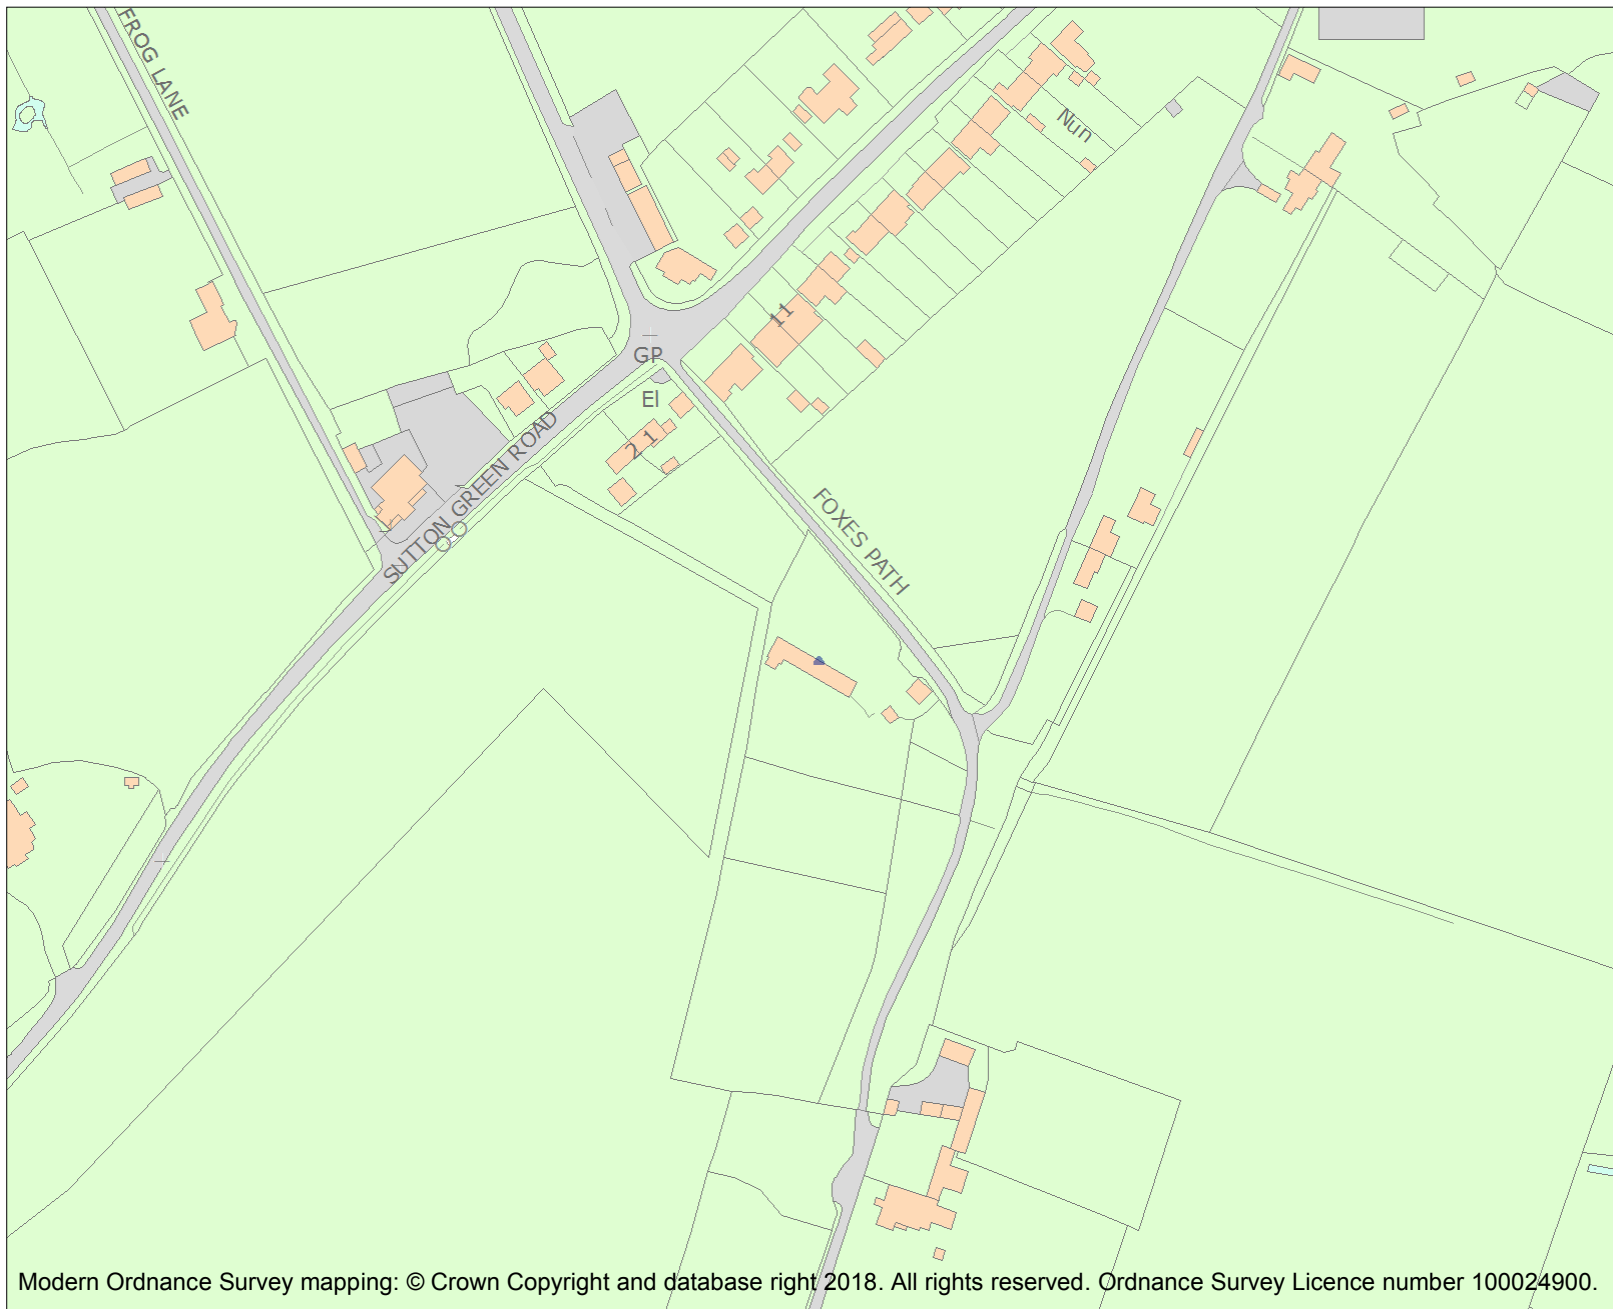 FROG LANE
Nun
11
GP
El
2 1
SUTTON GREEN ROAD
FOXES PATH
Modern Ordnance Survey mapping: © Crown Copyright and database right 2018. All rights reserved. Ordnance Survey Licence number 100024900.